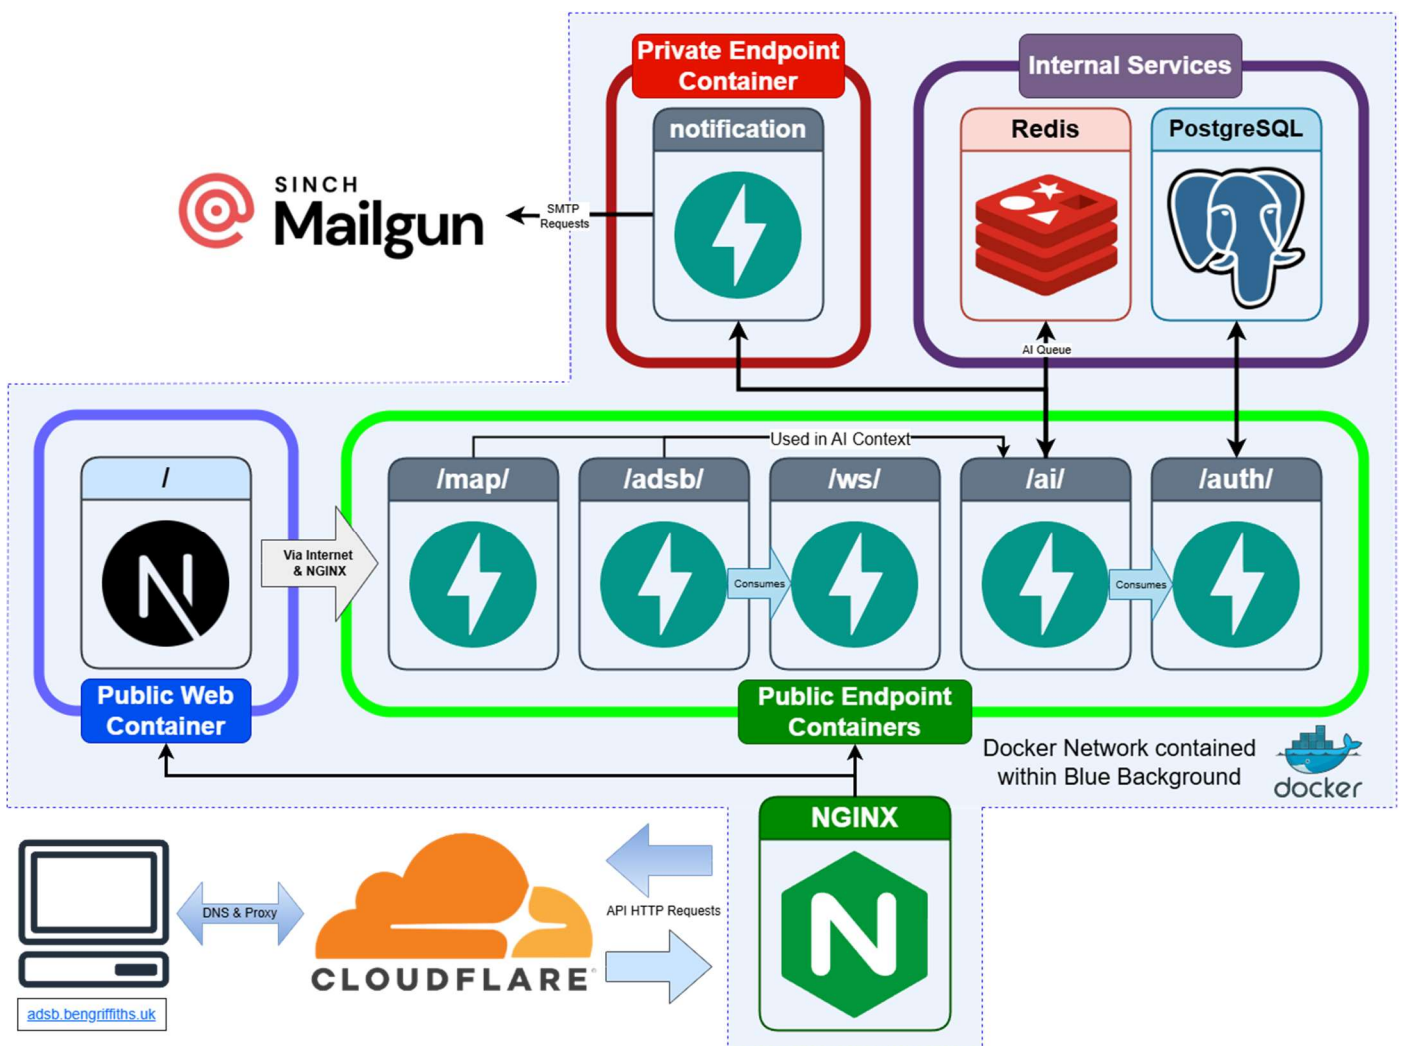 Private Endpoint
Container
Internal Services
notification
Redis
PostgreSQL
SINCH
Mailgun
SMTP
Requests
AI Queue
Used in AI Context
/
/map/
/adsb/
/ws/
/ai/
/auth/
Via Internet
& NGINX
Consumes
Consumes
Public Web
Container
Public Endpoint
Containers
Docker Network contained
within Blue Background
docker
NGINX
DNS & Proxy
API HTTP Requests
CLOUDFLARE
adsb.bengriffiths.uk